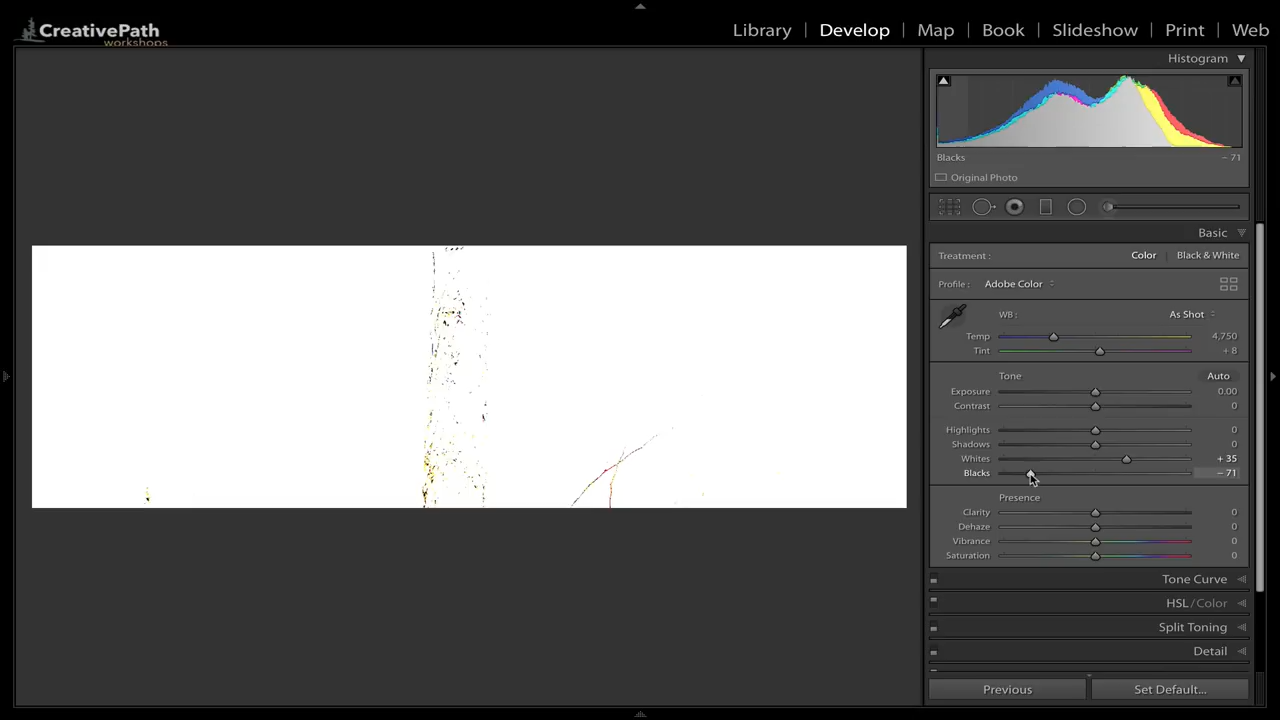 CreativePath
workshops
Library | Develop | Map | Book | Slideshow | Print | Web
Histogram
Blacks - 71
Original Photo
Basic
Treatment : Color | Black & White
Profile : Adobe Color
WB : As Shot
Temp 4,750
Tint + 8
Tone Auto
Exposure 0.00
Contrast 0
Highlights 0
Shadows 0
Whites + 35
Blacks - 71
Presence
Clarity 0
Dehaze 0
Vibrance 0
Saturation 0
Tone Curve
HSL / Color
Split Toning
Detail
Previous Set Default...